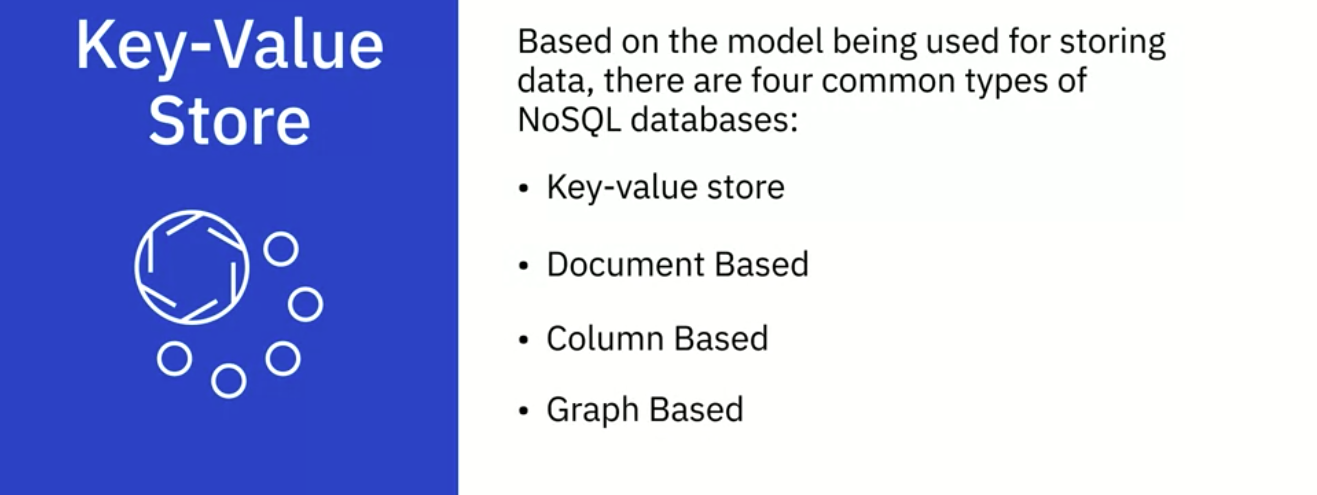 Key-Value
Store
Based on the model being used for storing
data, there are four common types of
NoSQL databases:
• Key-value store
• Document Based
• Column Based
• Graph Based